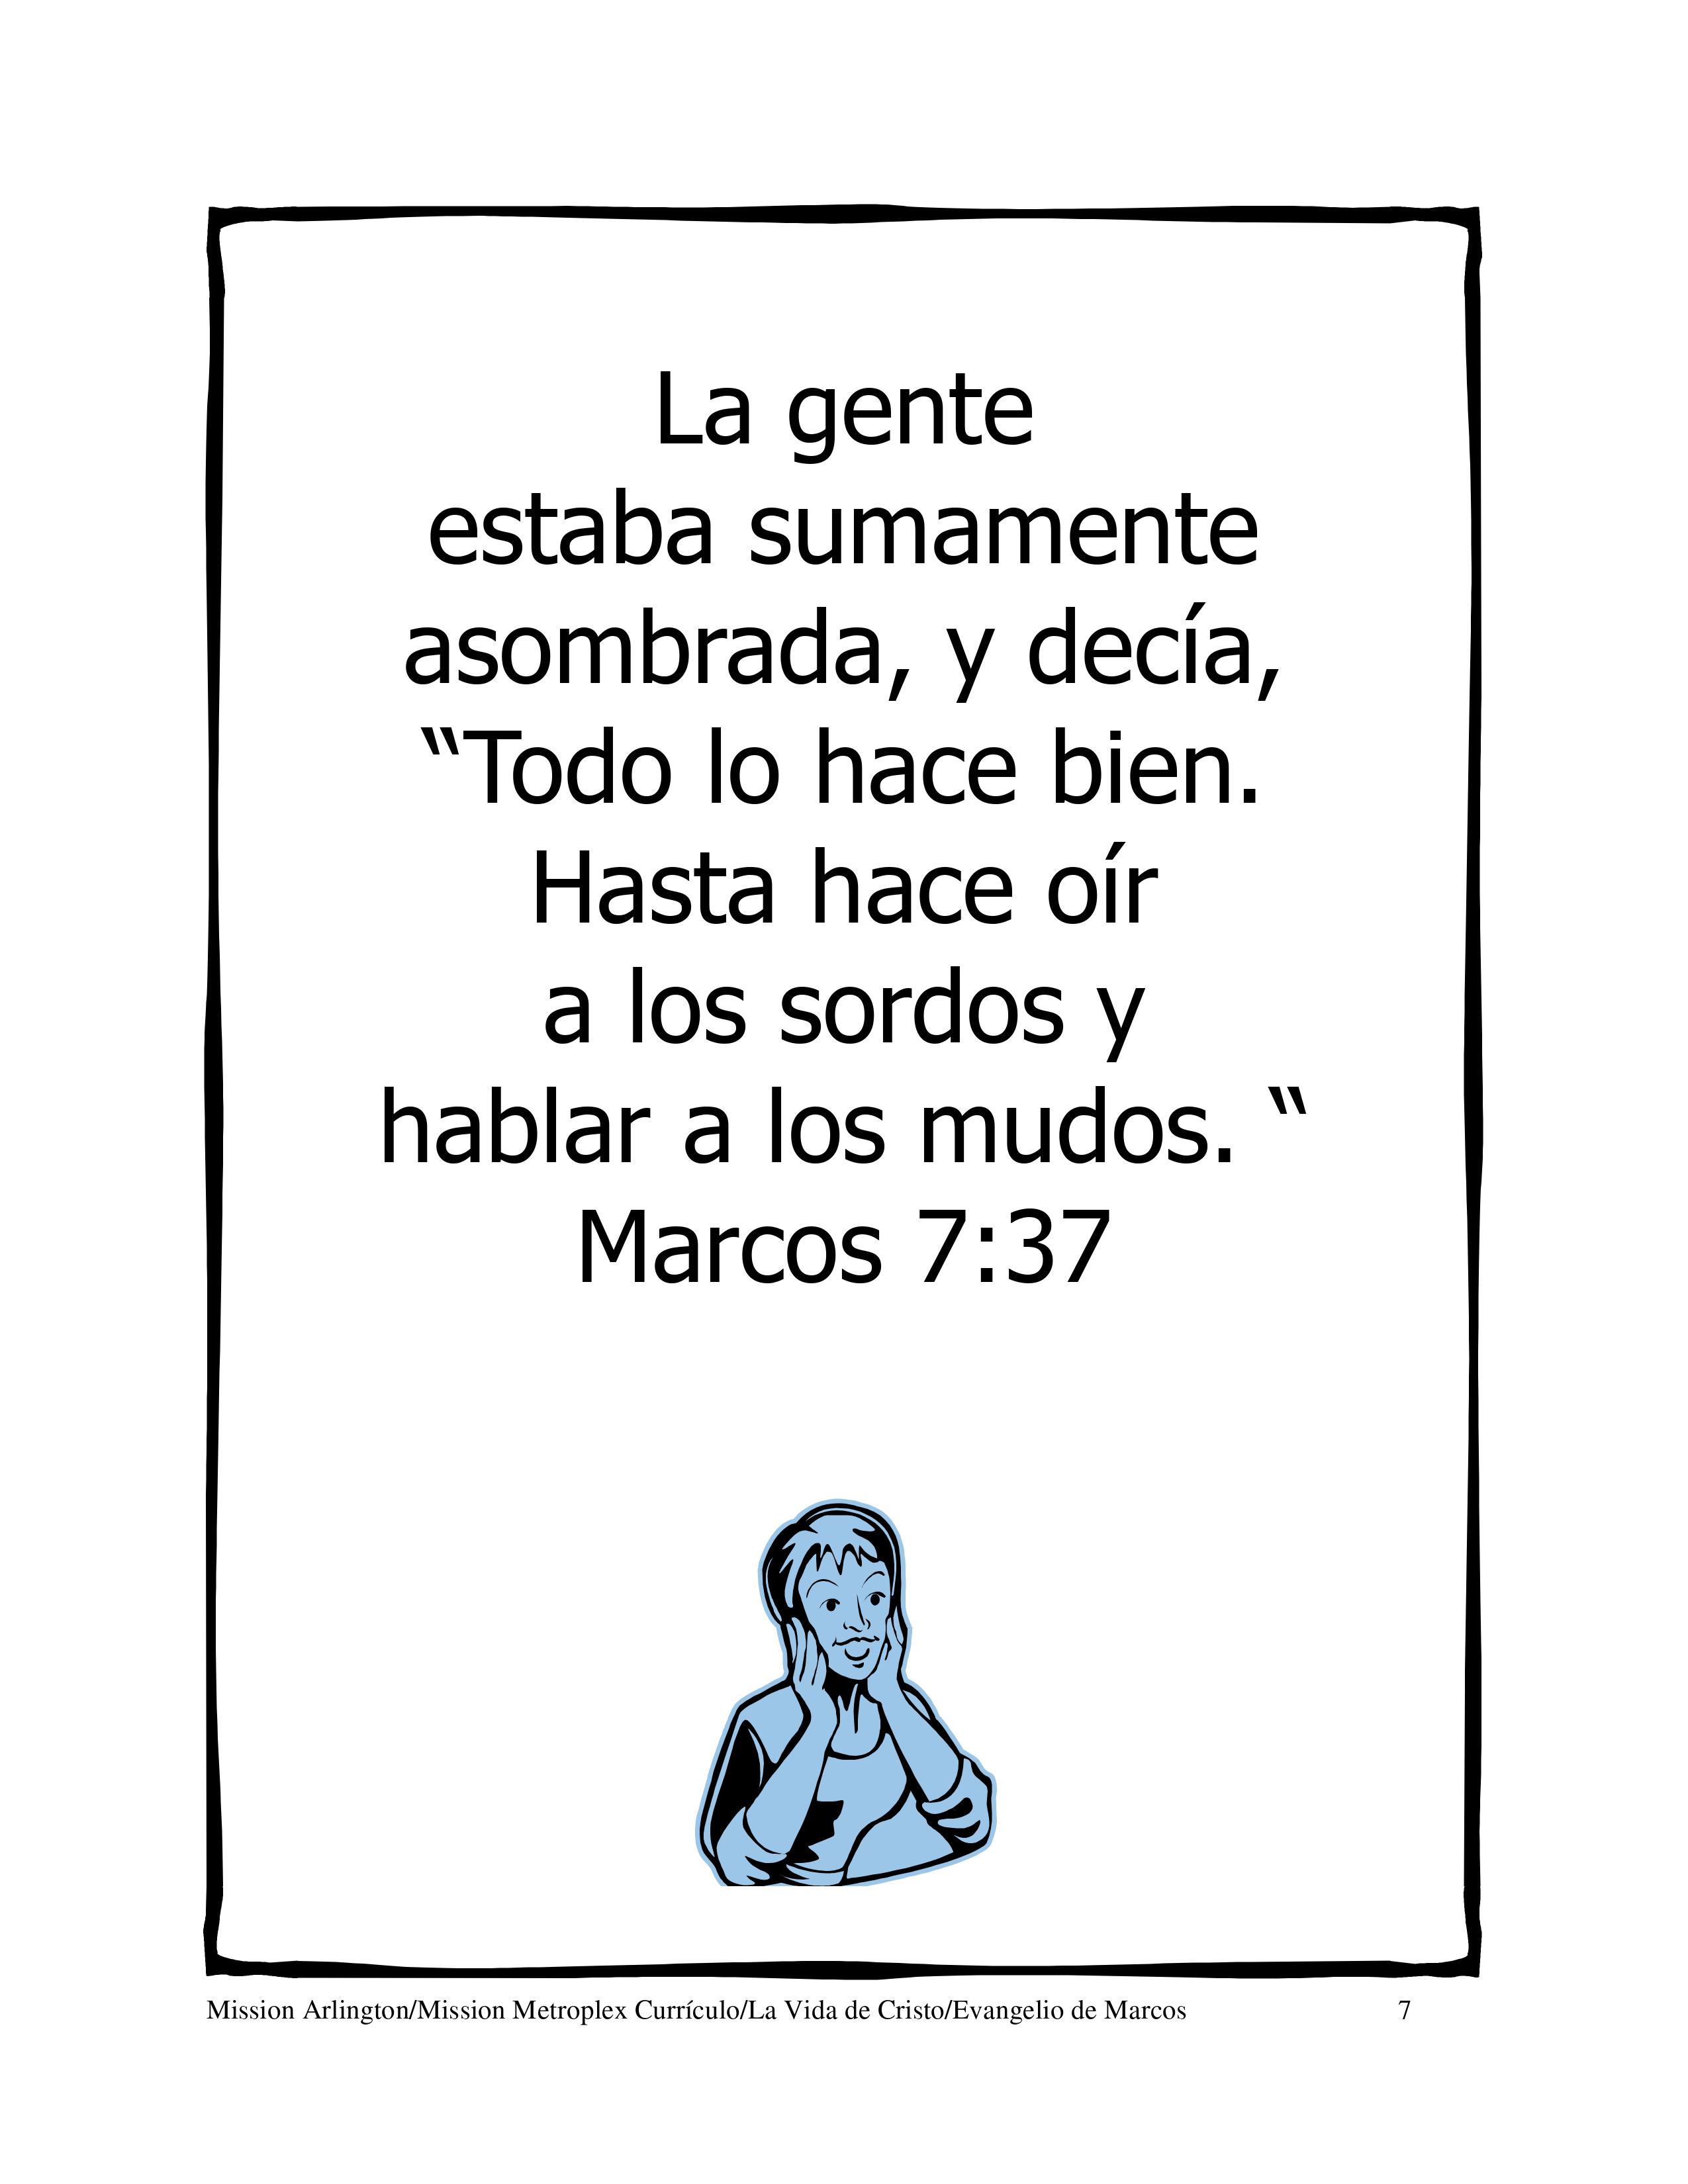 La gente
estaba sumamente
asombrada, y decía,
“Todo lo hace bien.
Hasta hace oír
a los sordos y
hablar a los mudos. “
Marcos 7:37
Mission Arlington/Mission Metroplex Currículo/La Vida de Cristo/Evangelio de Marcos 7